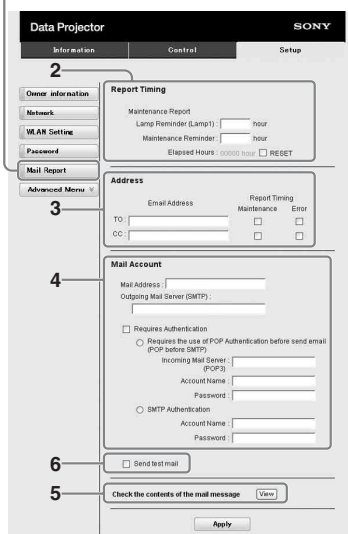 Data Projector
SONY
Information
Control
Setup
2
Owner information
Network
WLAN Setting
Password
Mail Report
Advanced Menu
Report Timing
Maintenance Report
Lamp Reminder (Lamp1) : hour
Maintenance Reminder : hour
Elapsed Hours : 00060 hour RESET
3
Address
Email Address
Report Timing
Maintenance Error
TO :
CC :
4
Mail Account
Mail Address :
Outgoing Mail Server (SMTP) :
Requires Authentication
Requires the use of POP Authentication before send email
(POP before SMTP)
Incoming Mail Server :
(POP3)
Account Name :
Password :
SMTP Authentication
Account Name :
Password :
6
Send test mail
5
Check the contents of the mail message View
Apply